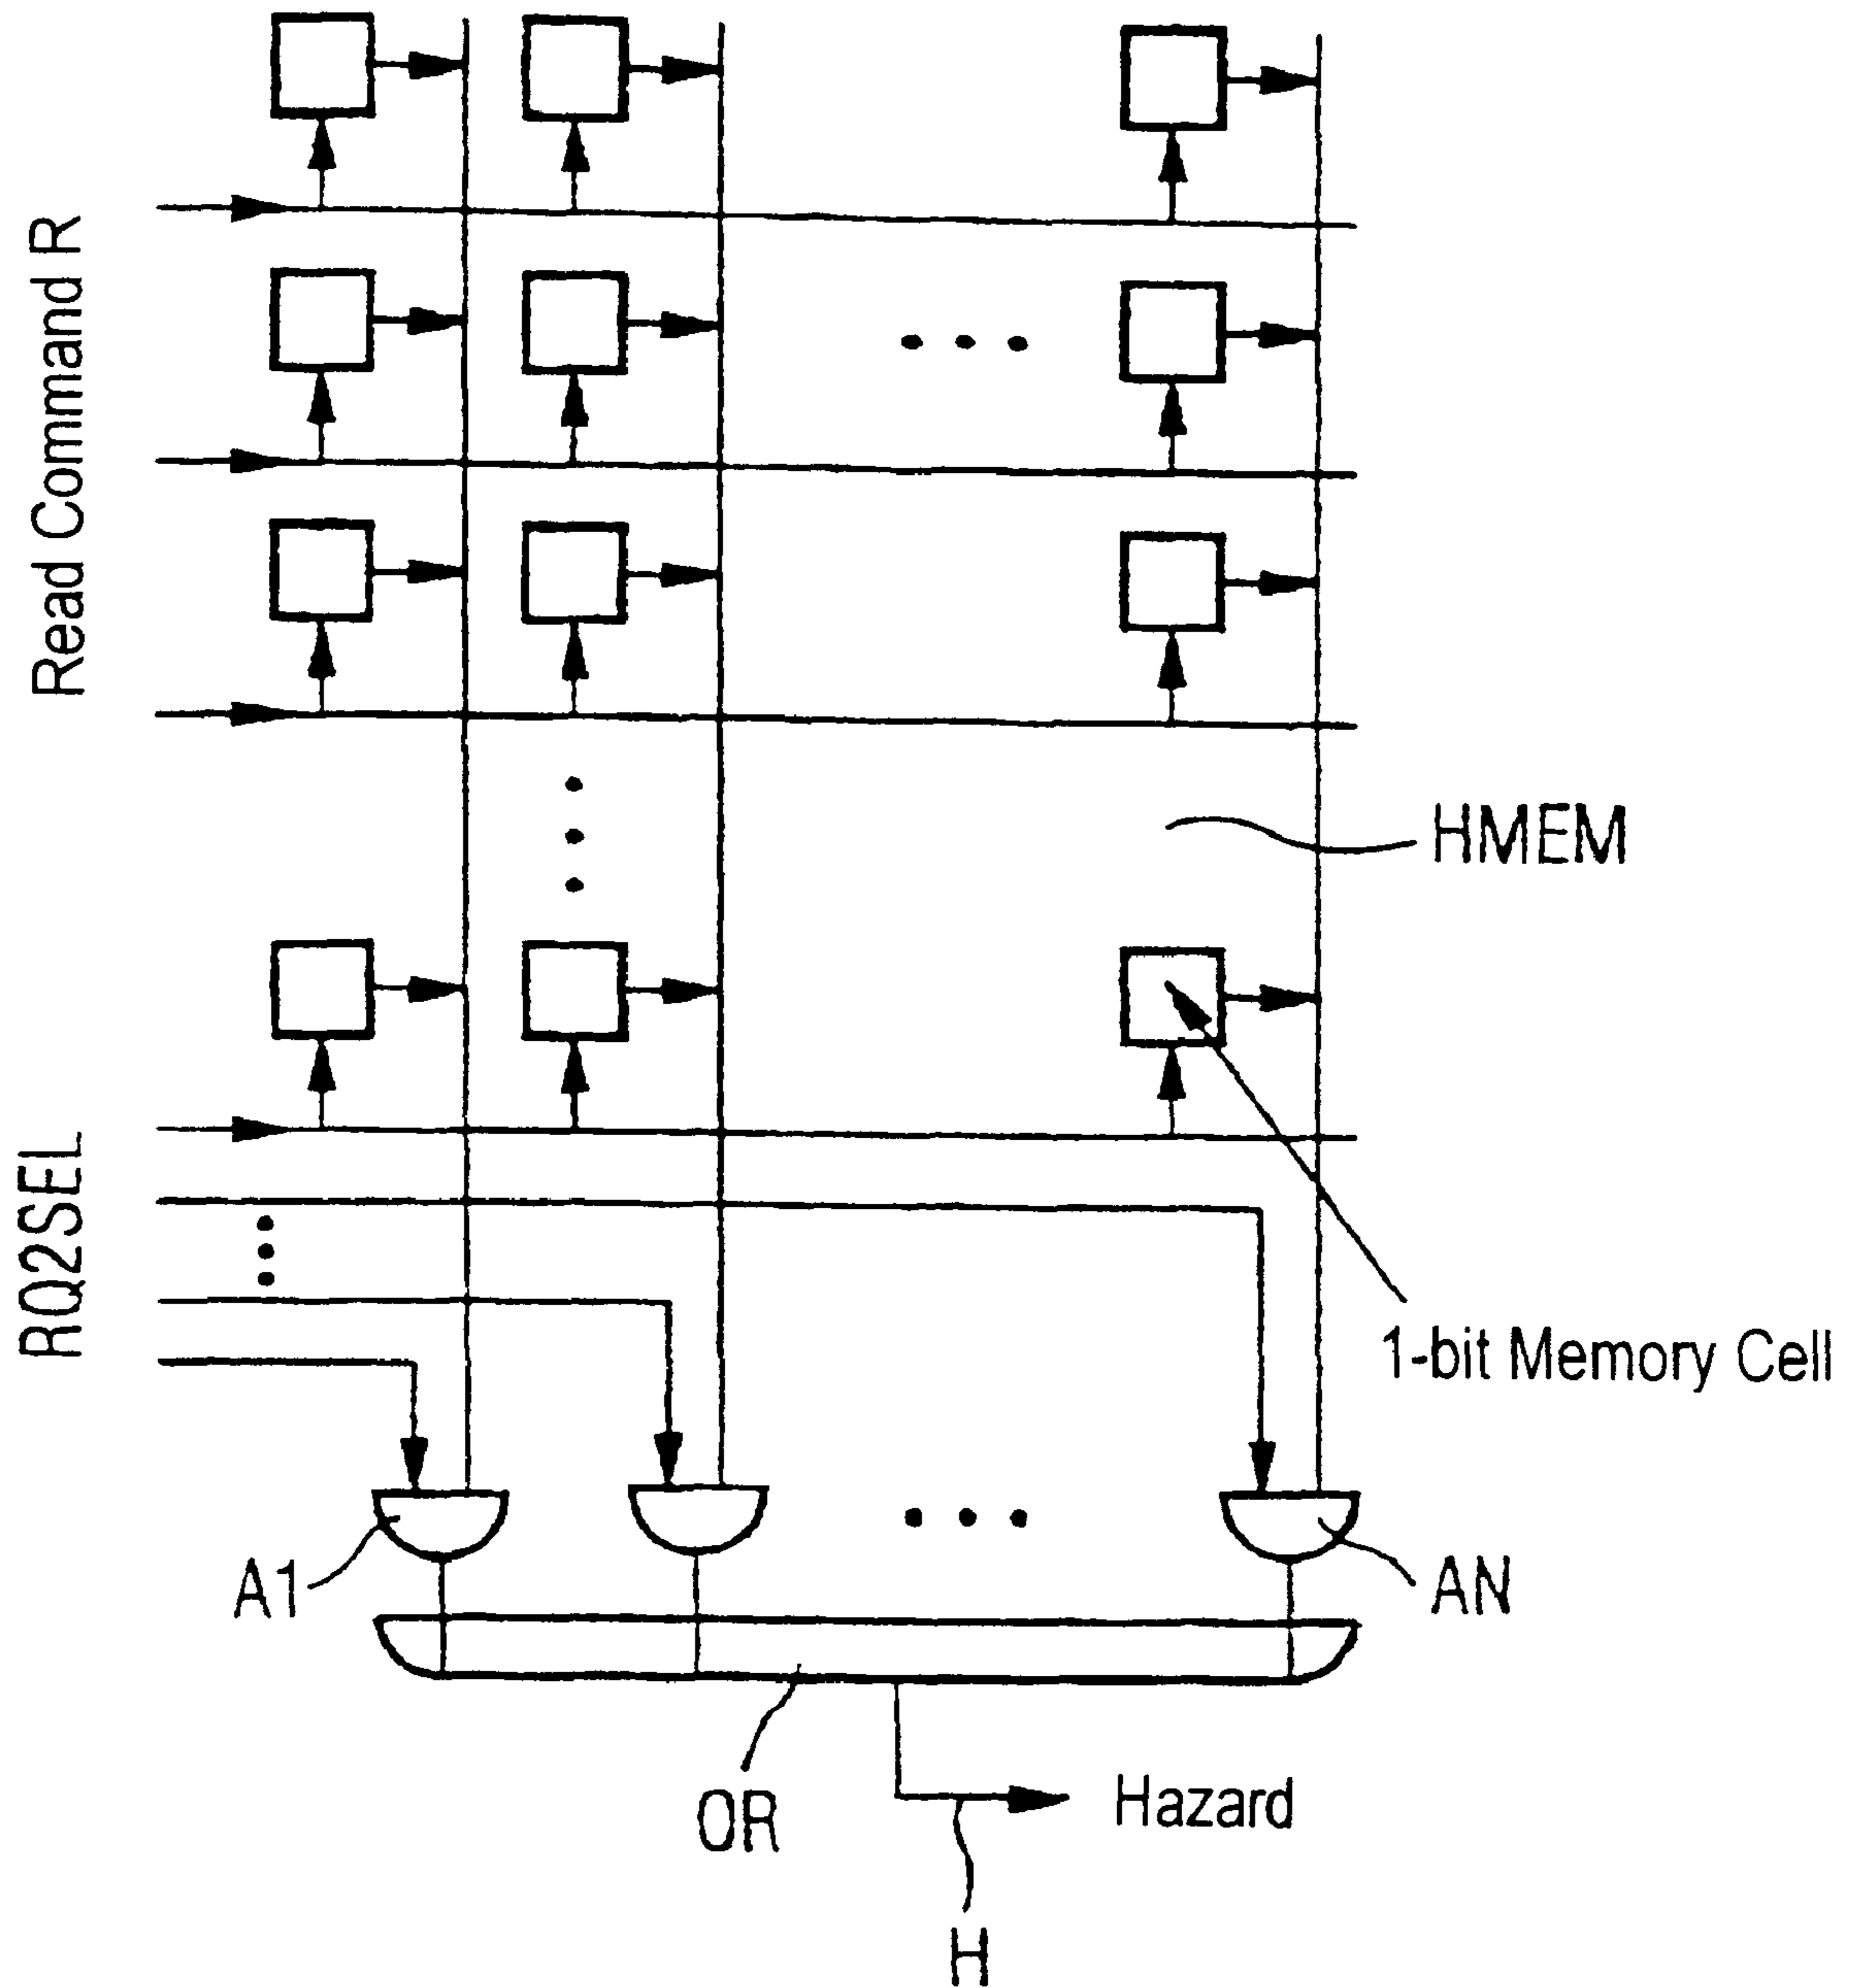 Read Command R
HMEM
RQ2SEL
1-bit Memory Cell
A1
AN
OR
Hazard
H